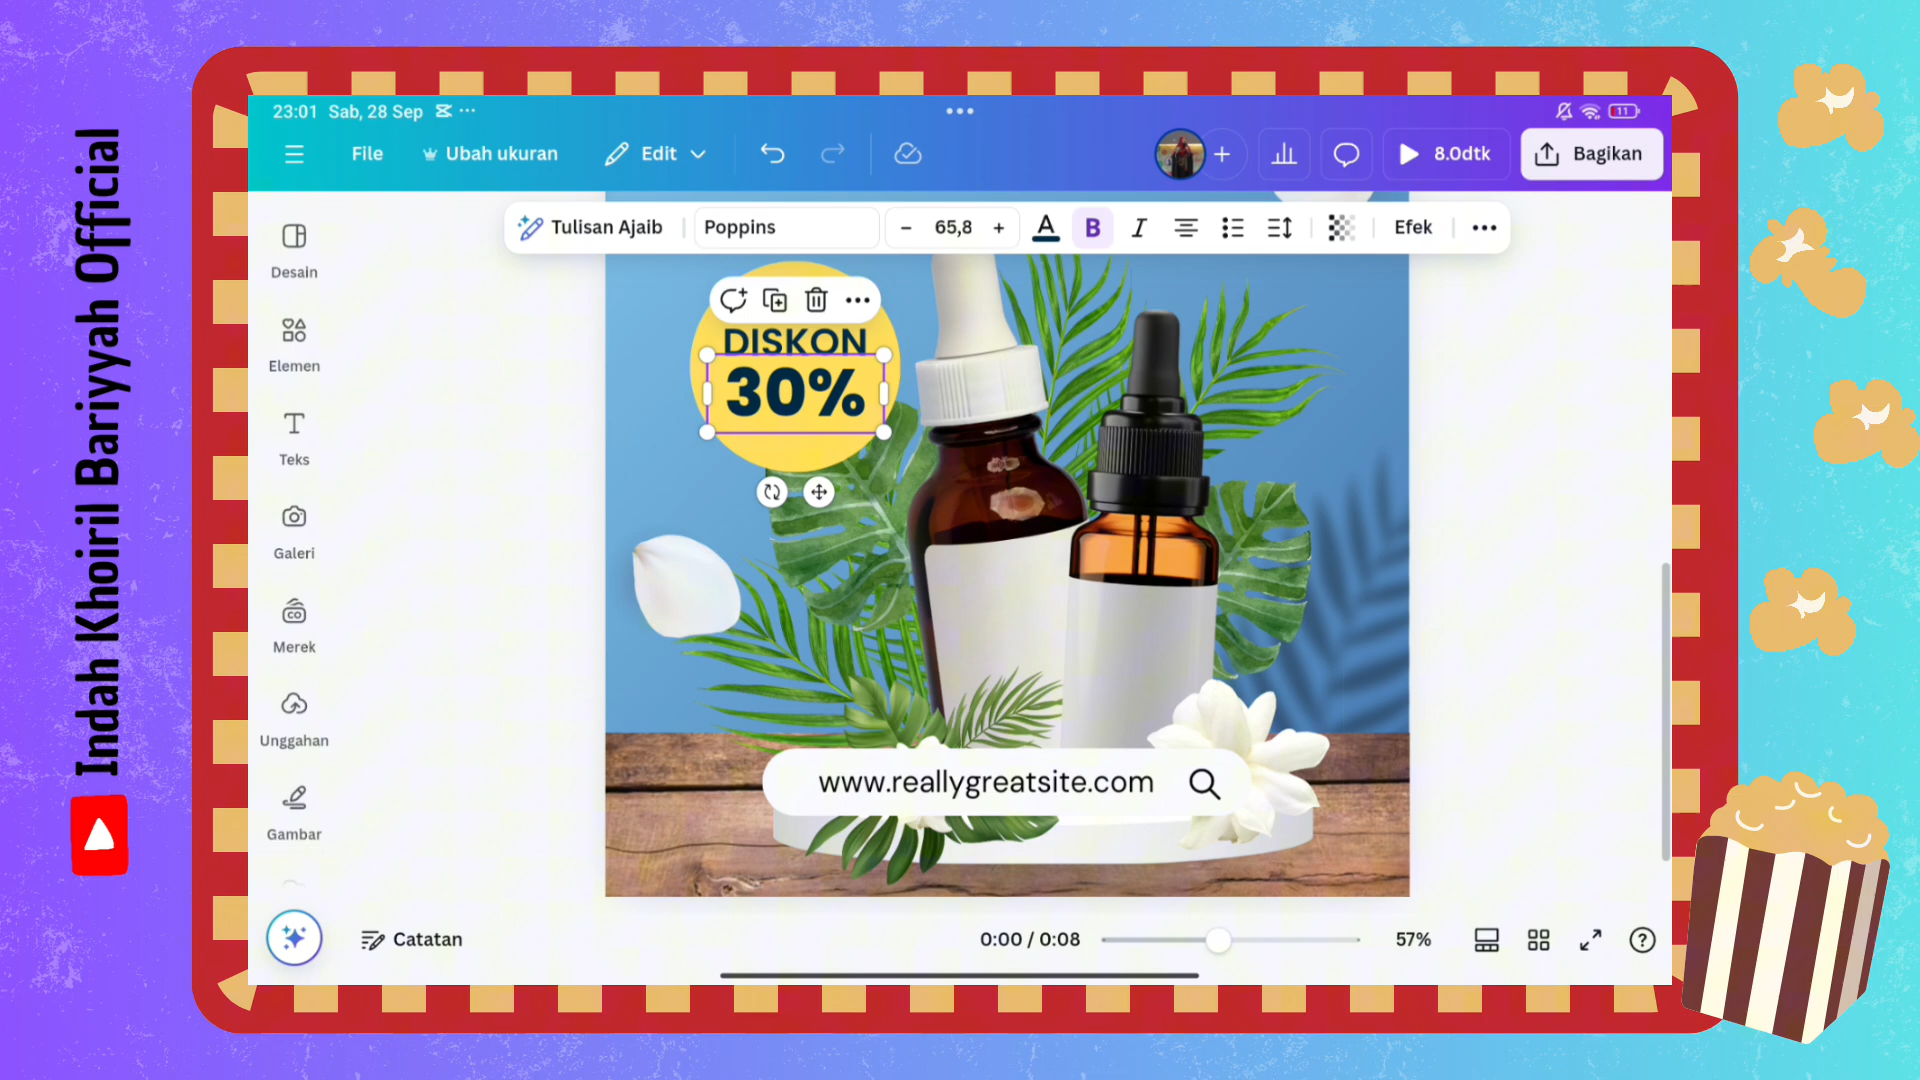 Indah Khoiril Bariyyah Official
23:01 Sab, 28 Sep
11
File
Ubah ukuran
Edit
8.0dtk
Bagikan
Tulisan Ajaib
Poppins
– 65,8 +
A
B
I
Efek
Desain
Elemen
Teks
Galeri
CO
Merek
Unggahan
Gambar
DISKON
30%
www.reallygreatsite.com
Catatan
0:00 / 0:08
57%
?